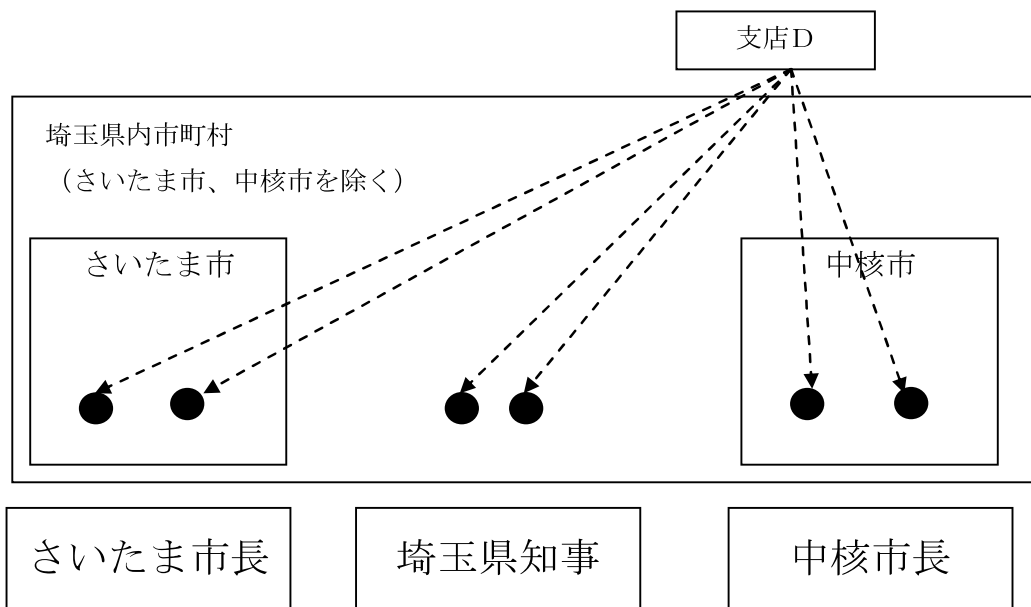 支店D
埼玉県内市町村
（さいたま市、中核市を除く）
さいたま市
中核市
さいたま市長
埼玉県知事
中核市長